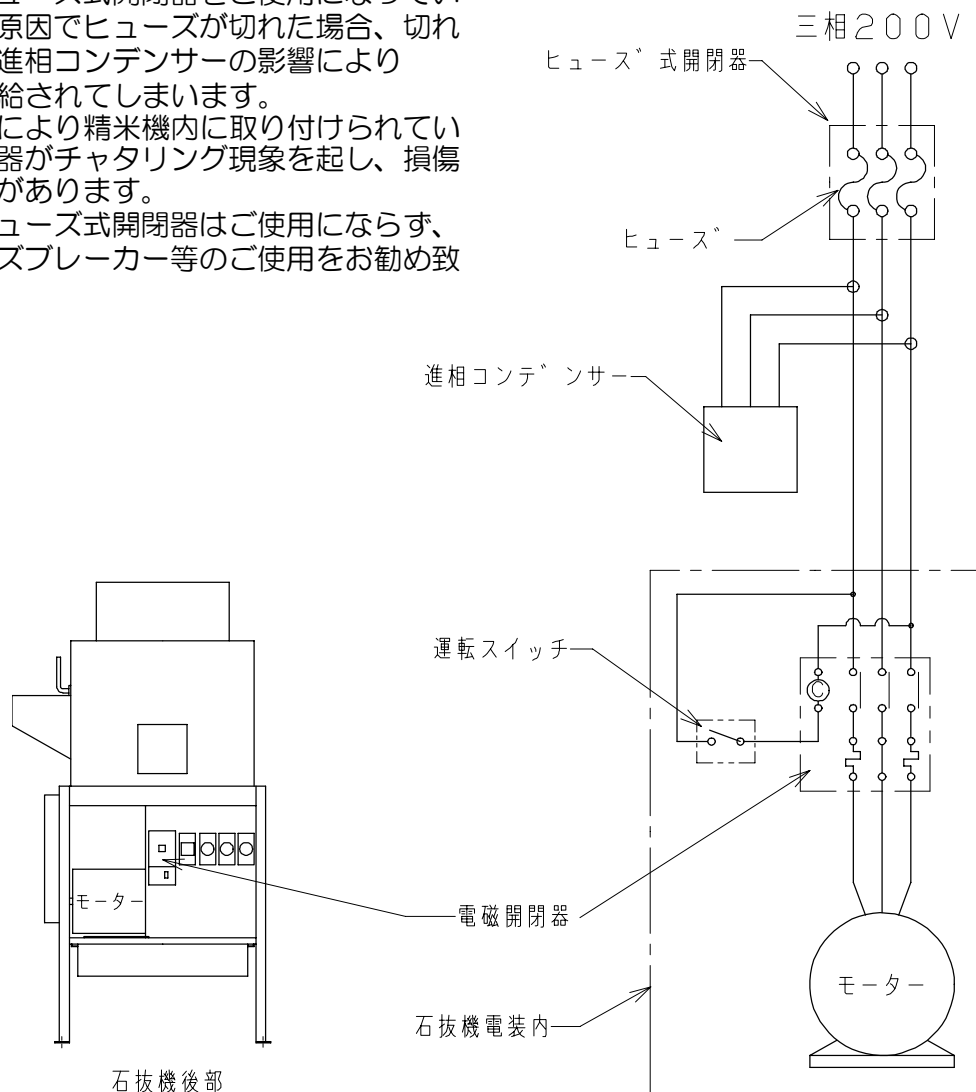 ューズ式開閉器をご使用になってい
原因でヒューズが切れた場合、切れ
進相コンデンサーの影響により
給されてしまいます。
により精米機内に取り付けられてい
器がチャタリング現象を起し、損傷
があります。
ューズ式開閉器はご使用にならず、
ズブレーカー等のご使用をお勧め致
三相200V
ヒューズ式開閉器
ヒューズ
進相コンデンサー
運転スイッチ
C
電磁開閉器
モーター
モーター
石抜機電装内
石抜機後部